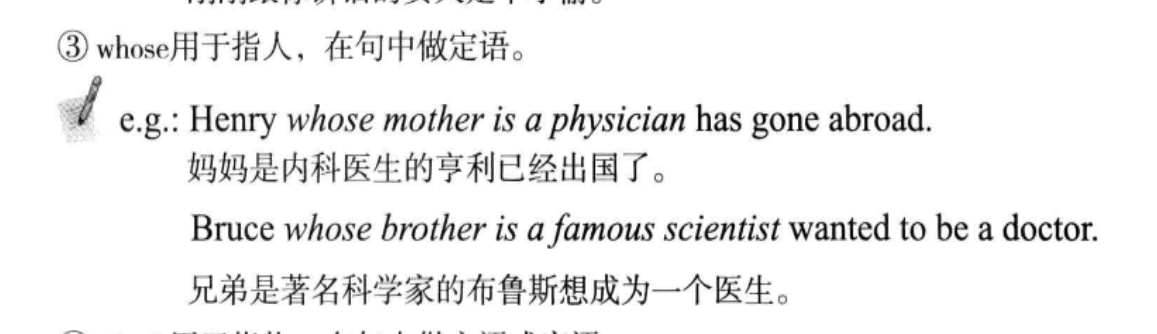 ③ whose用于指人，在句中做定语。
e.g.: Henry whose mother is a physician has gone abroad.
妈妈是内科医生的亨利已经出国了。
Bruce whose brother is a famous scientist wanted to be a doctor.
兄弟是著名科学家的布鲁斯想成为一个医生。